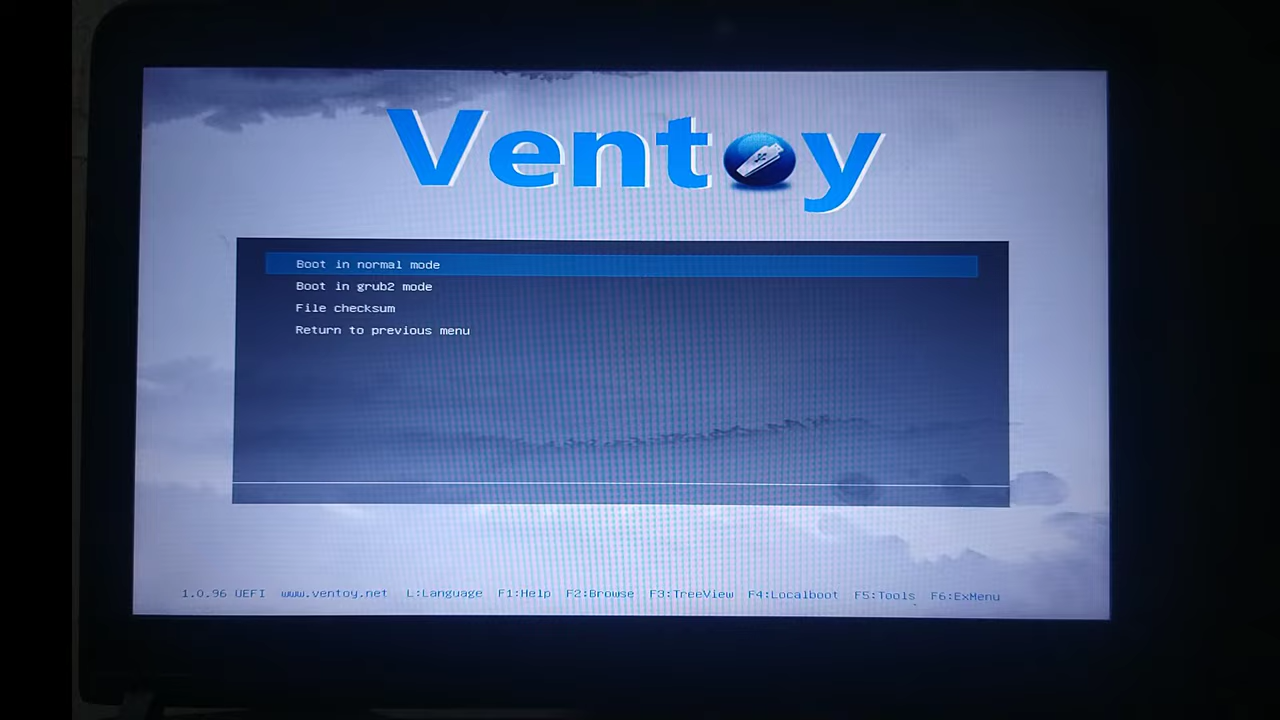 Ventoy
Boot in normal mode
Boot in grub2 mode
File checksum
Return to previous menu
1.0.96 UEFI www.ventoy.net L:Language F1:Help F2:Browse F3:TreeView F4:Localboot F5:Tools F6:ExMenu